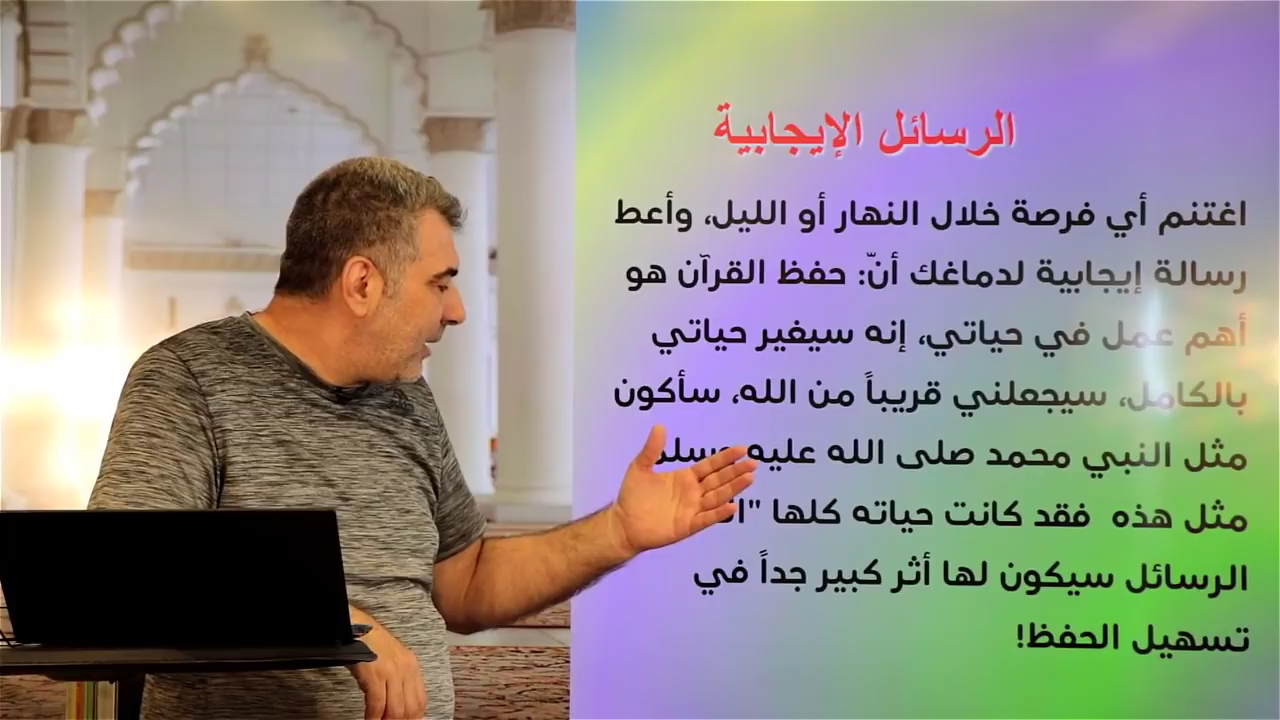 الرسائل الإيجابية
اغتنم أي فرصة خلال النهار أو الليل، وأعط
رسالة إيجابية لدماغك أنّ: حفظ القرآن هو
أهم عمل في حياتي، إنه سيغير حياتي
بالكامل، سيجعلني قريباً من الله، سأكون
مثل النبي محمد صلى الله عليه وسلم
مثل هذه  فقد كانت حياته كلها "
الرسائل سيكون لها أثر كبير جداً في
تسهيل الحفظ!